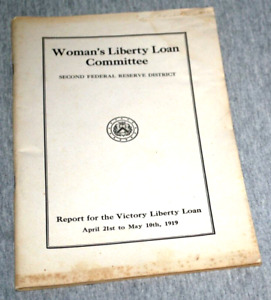 Woman's Liberty Loan
Committee
SECOND FEDERAL RESERVE DISTRICT
Report for the Victory Liberty Loan
April 21st to May 10th, 1919